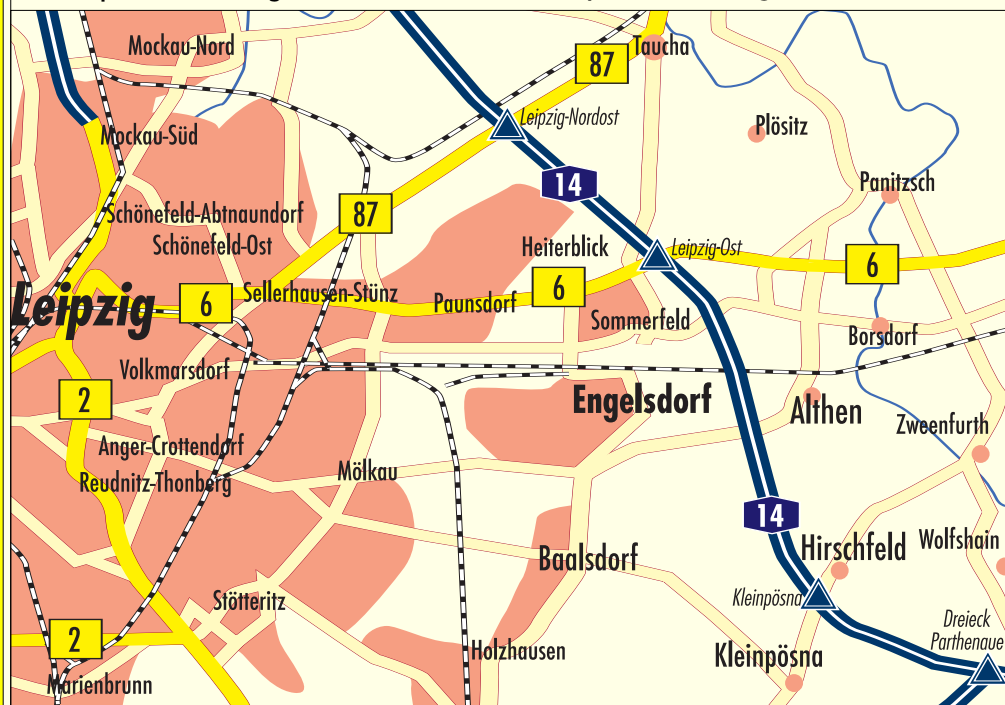 Mockau-Nord
Taucha
87
Leipzig-Nordost
Plösitz
Mockau-Süd
14
Panitzsch
Schönefeld-Abtnaundorf
87
Schönefeld-Ost
Heiterblick
Leipzig-Ost
6
6
Leipzig
6
Sellerhausen-Stünz
Paunsdorf
Sommerfeld
Borsdorf
Volkmarsdorf
2
Engelsdorf
Althen
Zweenfurth
Anger-Crottendorf
Mölkau
Reudnitz-Thonberg
14
Hirschfeld
Wolfshain
Baalsdorf
Stötteritz
Kleinpösna
Dreieck
Parthenaue
2
Holzhausen
Kleinpösna
Marienbrunn